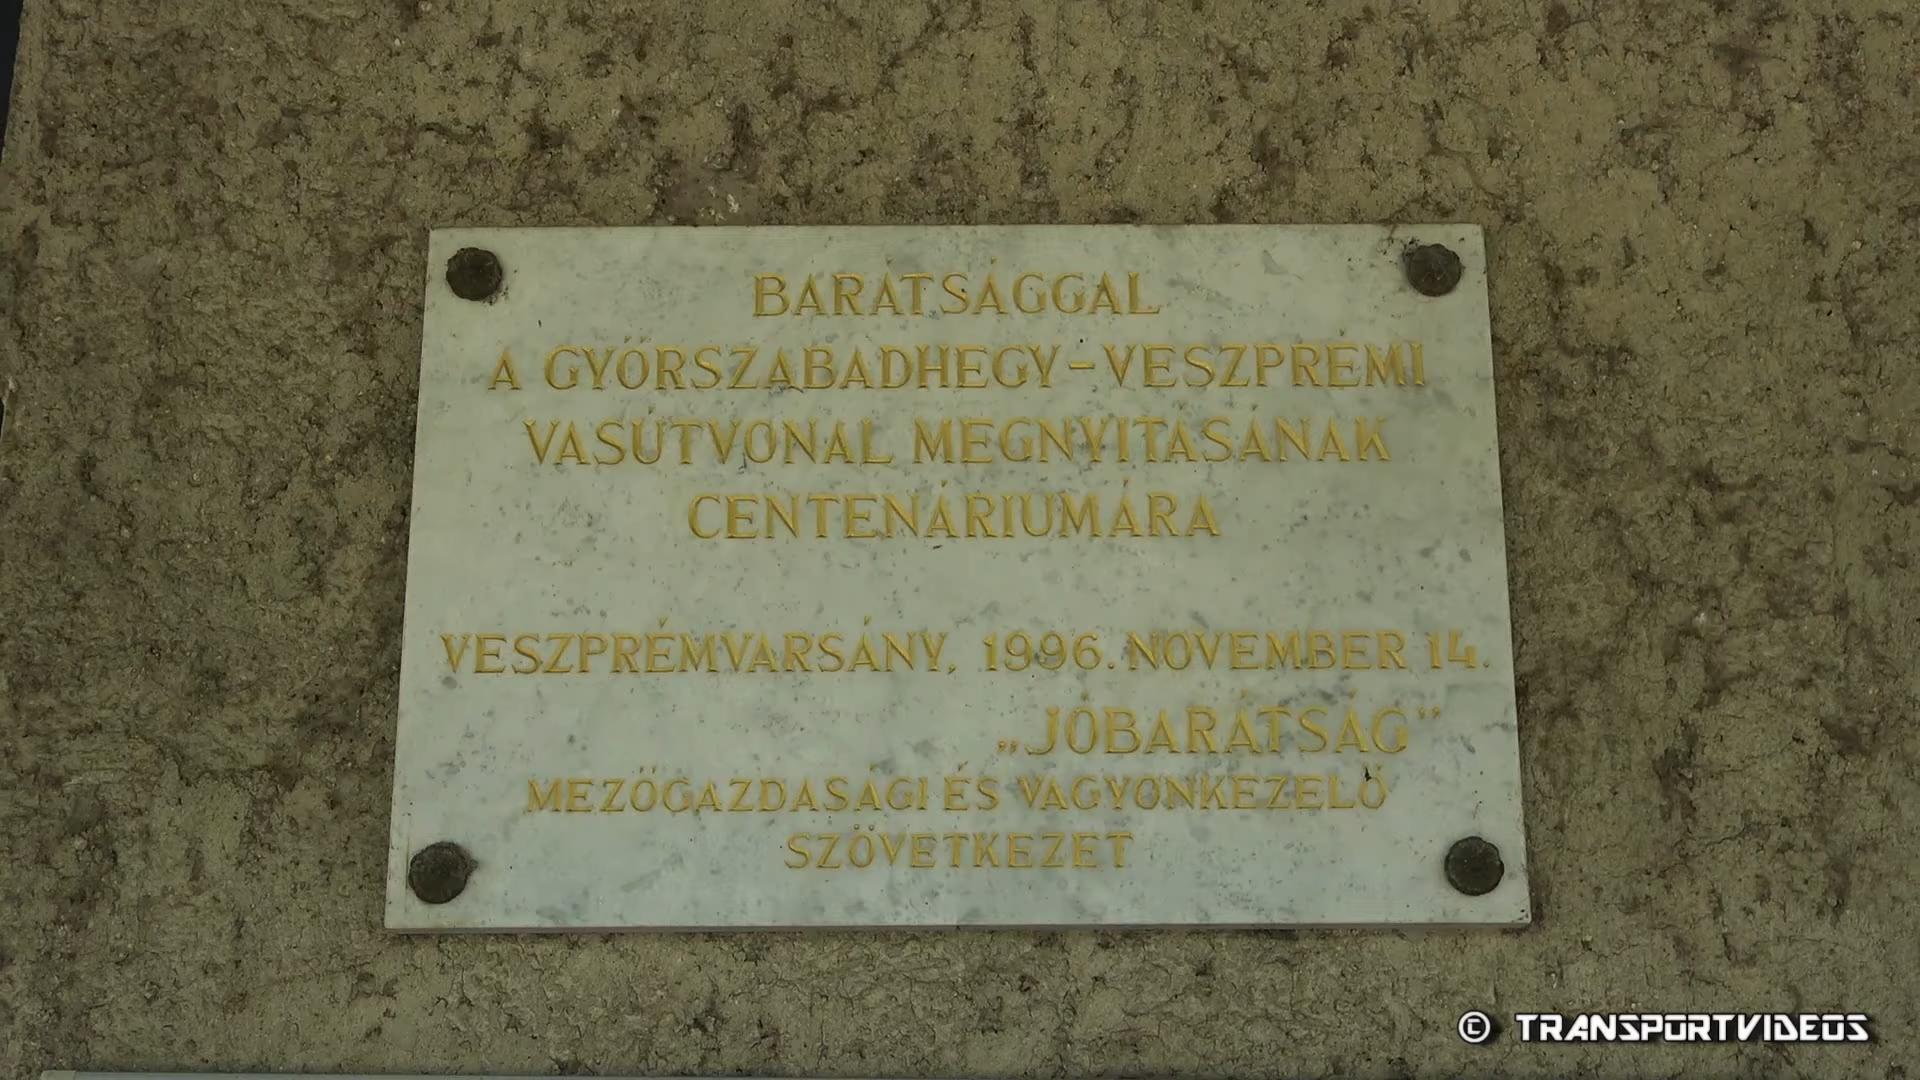 BARÁTSÁGGAL
A GYŐRSZABADHEGY-VESZPRÉMI
VASÚTVONAL MEGNYITÁSÁNAK
CENTENÁRIUMÁRA
VESZPRÉMVARSÁNY, 1996. NOVEMBER 14.
„JÓBARÁTSÁG”
MEZŐGAZDASÁGI ÉS VAGYONKEZELŐ
SZÖVETKEZET
© TRANSPORTVIDEOS